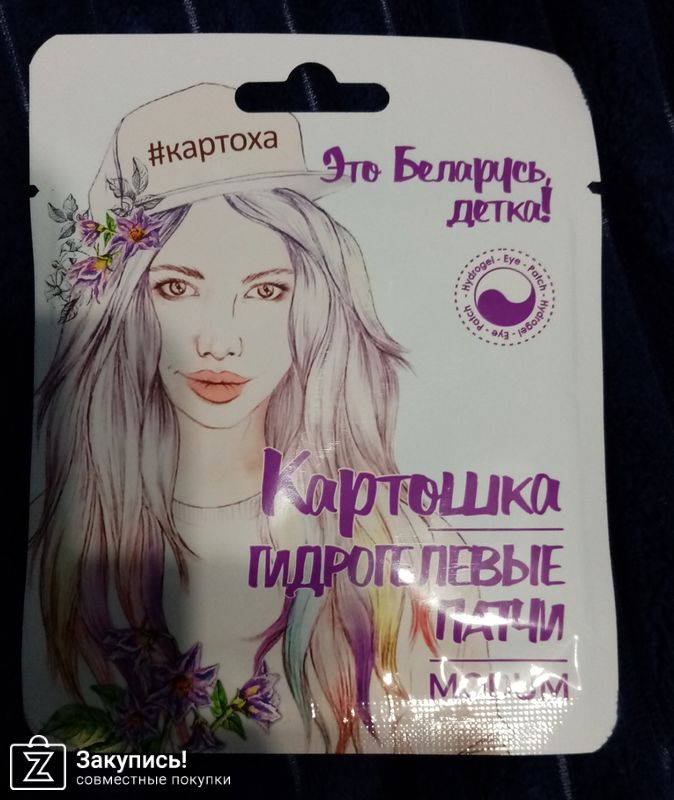 #картоха
Это Беларусь,
детка!
Hydrogel - Eye - Patch - Hydrogel - Eye - Patch -
Картошка
ГИДРОГЕЛЕВЫЕ
ПАТЧИ
Закупись!
совместные покупки